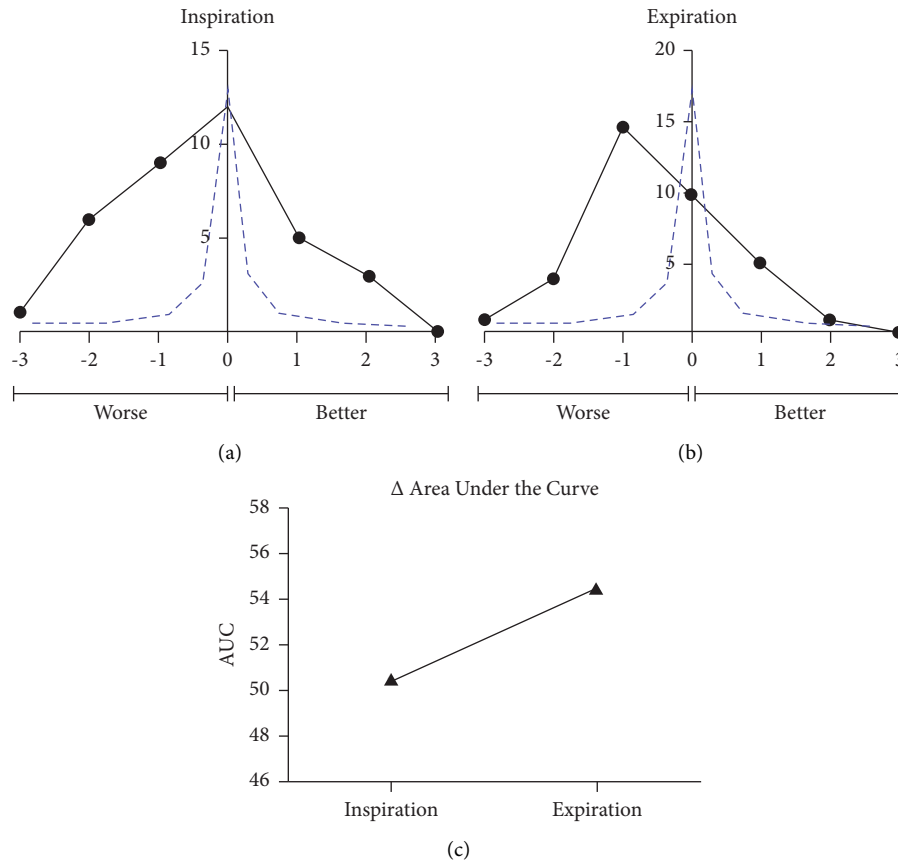 Inspiration
15
10
5
-3 -2 -1 0 1 2 3
Worse Better
(a)
Expiration
20
15
10
5
-3 -2 -1 0 1 2 3
Worse Better
(b)
Δ Area Under the Curve
58
56
54
52
50
48
46
AUC
Inspiration Expiration
(c)